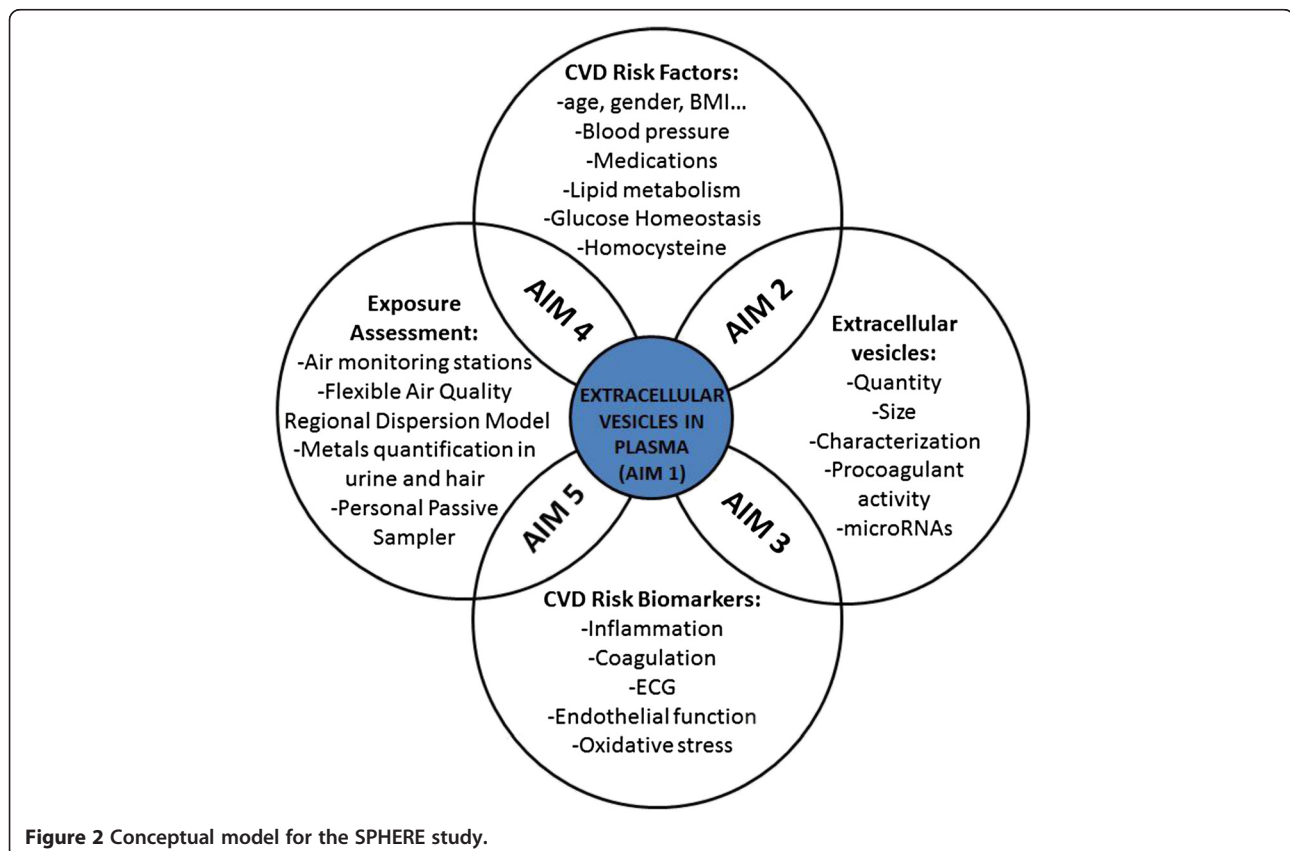 CVD Risk Factors:
-age, gender, BMI...
-Blood pressure
-Medications
-Lipid metabolism
-Glucose Homeostasis
-Homocysteine
AIM 4
AIM 2
Exposure
Assessment:
-Air monitoring stations
-Flexible Air Quality
Regional Dispersion Model
-Metals quantification in
urine and hair
-Personal Passive
Sampler
EXTRACELLULAR
VESICLES IN
PLASMA
(AIM 1)
Extracellular
vesicles:
-Quantity
-Size
-Characterization
-Procoagulant
activity
-microRNAs
AIM 5
AIM 3
CVD Risk Biomarkers:
-Inflammation
-Coagulation
-ECG
-Endothelial function
-Oxidative stress
Figure 2 Conceptual model for the SPHERE study.